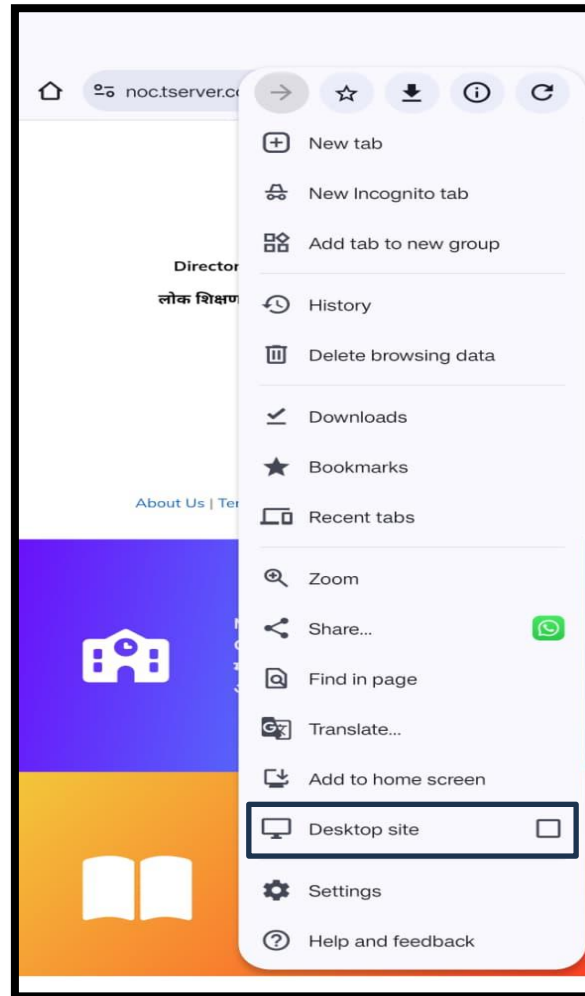 noc.tserver.co
New tab
New Incognito tab
Add tab to new group
Director
लोक शिक्षण
History
Delete browsing data
Downloads
Bookmarks
About Us | Ter
Recent tabs
Zoom
Share...
Find in page
Translate...
Add to home screen
Desktop site
Settings
Help and feedback